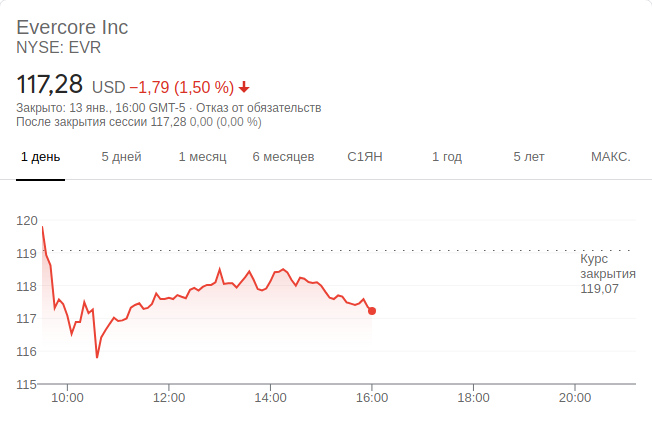 Evercore Inc
NYSE: EVR
117,28 USD −1,79 (1,50 %)
Закрыто: 13 янв., 16:00 GMT-5 · Отказ от обязательств
После закрытия сессии 117,28 0,00 (0,00 %)
1 день 5 дней 1 месяц 6 месяцев С1ЯН 1 год 5 лет МАКС.
120
119
118
117
116
115
Курс
закрытия
119,07
10:00 12:00 14:00 16:00 18:00 20:00